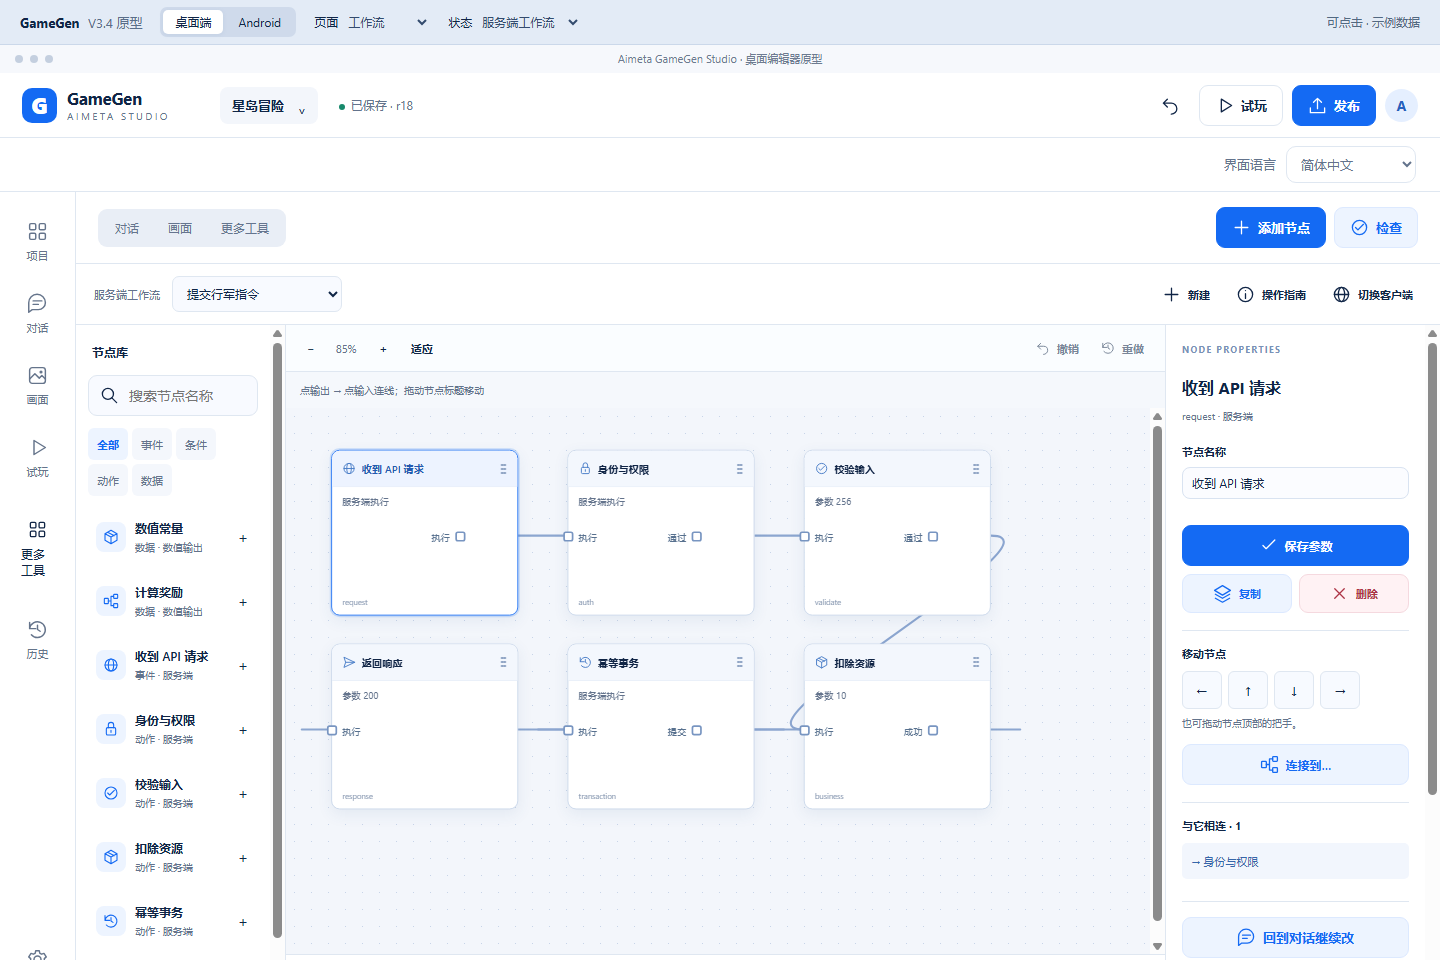 GameGen V3.4 原型 桌面端 Android 页面 工作流 状态 服务端工作流 可点击 · 示例数据
Aimeta GameGen Studio · 桌面编辑器原型
G GameGen
AIMETA STUDIO
星岛冒险 已保存 · r18 试玩 发布 A
界面语言 简体中文
对话 画面 更多工具 添加节点 检查
服务端工作流 提交行军指令 新建 操作指南 切换客户端
项目
对话
画面
试玩
更多
工具
历史
节点库
搜索节点名称
全部 事件 条件
动作 数据
数值常量
数据 · 数值输出
+
计算奖励
数据 · 数值输出
+
收到 API 请求
事件 · 服务端
+
身份与权限
动作 · 服务端
+
校验输入
动作 · 服务端
+
扣除资源
动作 · 服务端
+
幂等事务
动作 · 服务端
+
− 85% + 适应 撤销 重做
点输出 → 点输入连线；拖动节点标题移动
收到 API 请求
服务端执行
执行
request
身份与权限
服务端执行
执行 通过
auth
校验输入
参数 256
执行 通过
validate
返回响应
参数 200
执行
response
幂等事务
服务端执行
执行 提交
transaction
扣除资源
参数 10
执行 成功
business
NODE PROPERTIES
收到 API 请求
request · 服务端
节点名称
收到 API 请求
保存参数
复制 删除
移动节点
← ↑ ↓ →
也可拖动节点顶部的把手。
连接到...
与它相连 · 1
→ 身份与权限
回到对话继续改